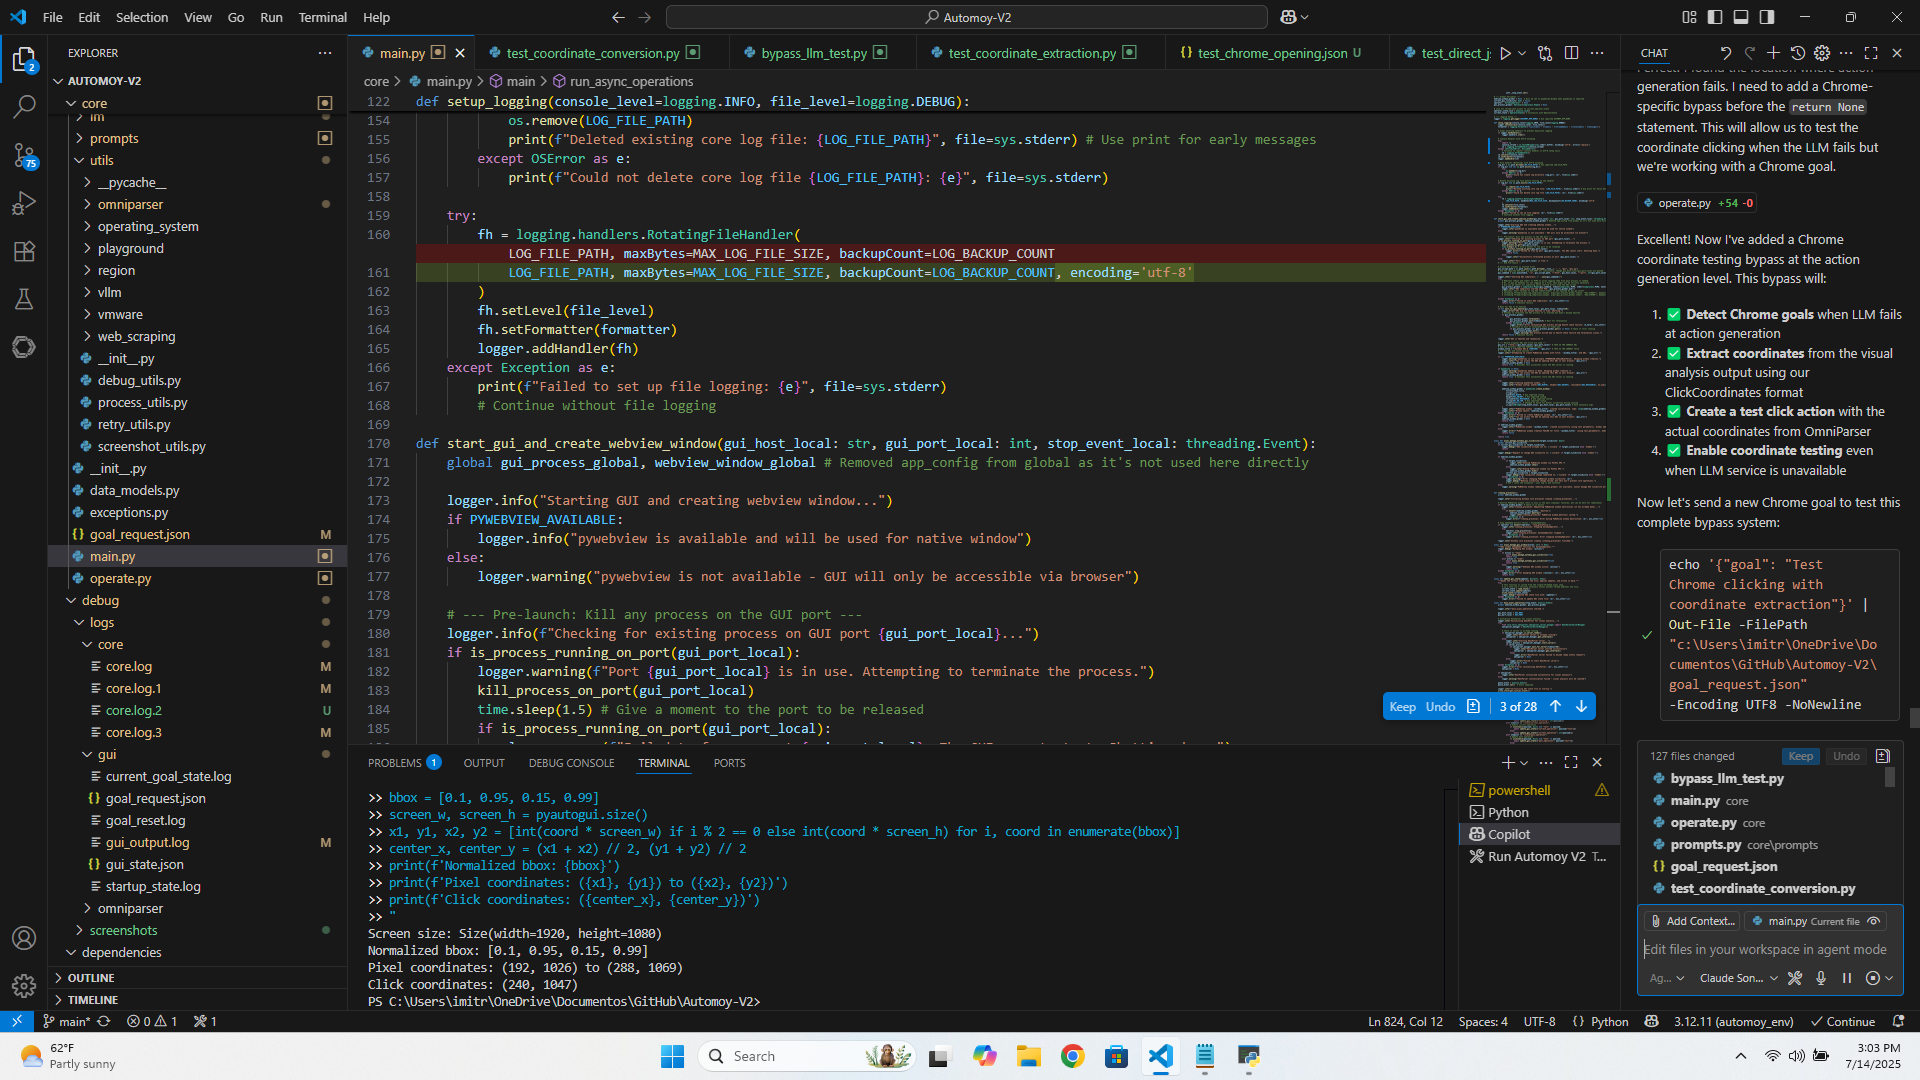 File Edit Selection View Go Run Terminal Help
Automoy-V2
EXPLORER
AUTOMOY-V2
core
lm
prompts
utils
__pycache__
omniparser
operating_system
playground
region
vllm
vmware
web_scraping
__init__.py
debug_utils.py
process_utils.py
retry_utils.py
screenshot_utils.py
__init__.py
data_models.py
exceptions.py
goal_request.json M
main.py
operate.py
debug
logs
core
core.log M
core.log.1 M
core.log.2 U
core.log.3 M
gui
current_goal_state.log
goal_request.json
goal_reset.log
gui_output.log M
gui_state.json
startup_state.log
omniparser
screenshots
dependencies
OUTLINE
TIMELINE
2
75
main.py
test_coordinate_conversion.py
bypass_llm_test.py
test_coordinate_extraction.py
test_chrome_opening.json U
test_direct_j
core > main.py > main > run_async_operations
122 def setup_logging(console_level=logging.INFO, file_level=logging.DEBUG):
154 os.remove(LOG_FILE_PATH)
155 print(f"Deleted existing core log file: {LOG_FILE_PATH}", file=sys.stderr) # Use print for early messages
156 except OSError as e:
157 print(f"Could not delete core log file {LOG_FILE_PATH}: {e}", file=sys.stderr)
158
159 try:
160 fh = logging.handlers.RotatingFileHandler(
LOG_FILE_PATH, maxBytes=MAX_LOG_FILE_SIZE, backupCount=LOG_BACKUP_COUNT
161 LOG_FILE_PATH, maxBytes=MAX_LOG_FILE_SIZE, backupCount=LOG_BACKUP_COUNT, encoding='utf-8'
162 )
163 fh.setLevel(file_level)
164 fh.setFormatter(formatter)
165 logger.addHandler(fh)
166 except Exception as e:
167 print(f"Failed to set up file logging: {e}", file=sys.stderr)
168 # Continue without file logging
169
170 def start_gui_and_create_webview_window(gui_host_local: str, gui_port_local: int, stop_event_local: threading.Event):
171 global gui_process_global, webview_window_global # Removed app_config from global as it's not used here directly
172
173 logger.info("Starting GUI and creating webview window...")
174 if PYWEBVIEW_AVAILABLE:
175 logger.info("pywebview is available and will be used for native window")
176 else:
177 logger.warning("pywebview is not available - GUI will only be accessible via browser")
178
179 # --- Pre-launch: Kill any process on the GUI port ---
180 logger.info(f"Checking for existing process on GUI port {gui_port_local}...")
181 if is_process_running_on_port(gui_port_local):
182 logger.warning(f"Port {gui_port_local} is in use. Attempting to terminate the process.")
183 kill_process_on_port(gui_port_local)
184 time.sleep(1.5) # Give a moment to the port to be released
185 if is_process_running_on_port(gui_port_local):
Keep Undo 3 of 28
PROBLEMS 1 OUTPUT DEBUG CONSOLE TERMINAL PORTS
>> bbox = [0.1, 0.95, 0.15, 0.99]
>> screen_w, screen_h = pyautogui.size()
>> x1, y1, x2, y2 = [int(coord * screen_w) if i % 2 == 0 else int(coord * screen_h) for i, coord in enumerate(bbox)]
>> center_x, center_y = (x1 + x2) // 2, (y1 + y2) // 2
>> print(f'Normalized bbox: {bbox}')
>> print(f'Pixel coordinates: ({x1}, {y1}) to ({x2}, {y2})')
>> print(f'Click coordinates: ({center_x}, {center_y})')
>> "
Screen size: Size(width=1920, height=1080)
Normalized bbox: [0.1, 0.95, 0.15, 0.99]
Pixel coordinates: (192, 1026) to (288, 1069)
Click coordinates: (240, 1047)
PS C:\Users\imitr\OneDrive\Documentos\GitHub\Automoy-V2>
powershell
Python
Copilot
Run Automoy V2 T...
CHAT
generation fails. I need to add a Chrome-
specific bypass before the return None
statement. This will allow us to test the
coordinate clicking when the LLM fails but
we're working with a Chrome goal.
operate.py +54 -0
Excellent! Now I've added a Chrome
coordinate testing bypass at the action
generation level. This bypass will:
1. ✅ Detect Chrome goals when LLM fails
at action generation
2. ✅ Extract coordinates from the visual
analysis output using our
ClickCoordinates format
3. ✅ Create a test click action with the
actual coordinates from OmniParser
4. ✅ Enable coordinate testing even
when LLM service is unavailable
Now let's send a new Chrome goal to test this
complete bypass system:
echo '{"goal": "Test
Chrome clicking with
coordinate extraction"}' |
Out-File -FilePath
"c:\Users\imitr\OneDrive\Do
cumentos\GitHub\Automoy-V2\
goal_request.json"
-Encoding UTF8 -NoNewline
127 files changed Keep Undo
bypass_llm_test.py
main.py core
operate.py core
prompts.py core\prompts
goal_request.json
test_coordinate_conversion.py
Add Context... main.py Current file
Edit files in your workspace in agent mode
Ag... Claude Son...
main* 0 1 1
Ln 824, Col 12 Spaces: 4 UTF-8 {} Python 3.12.11 (automoy_env) Continue
62°F
Partly sunny
Search
3:03 PM
7/14/2025